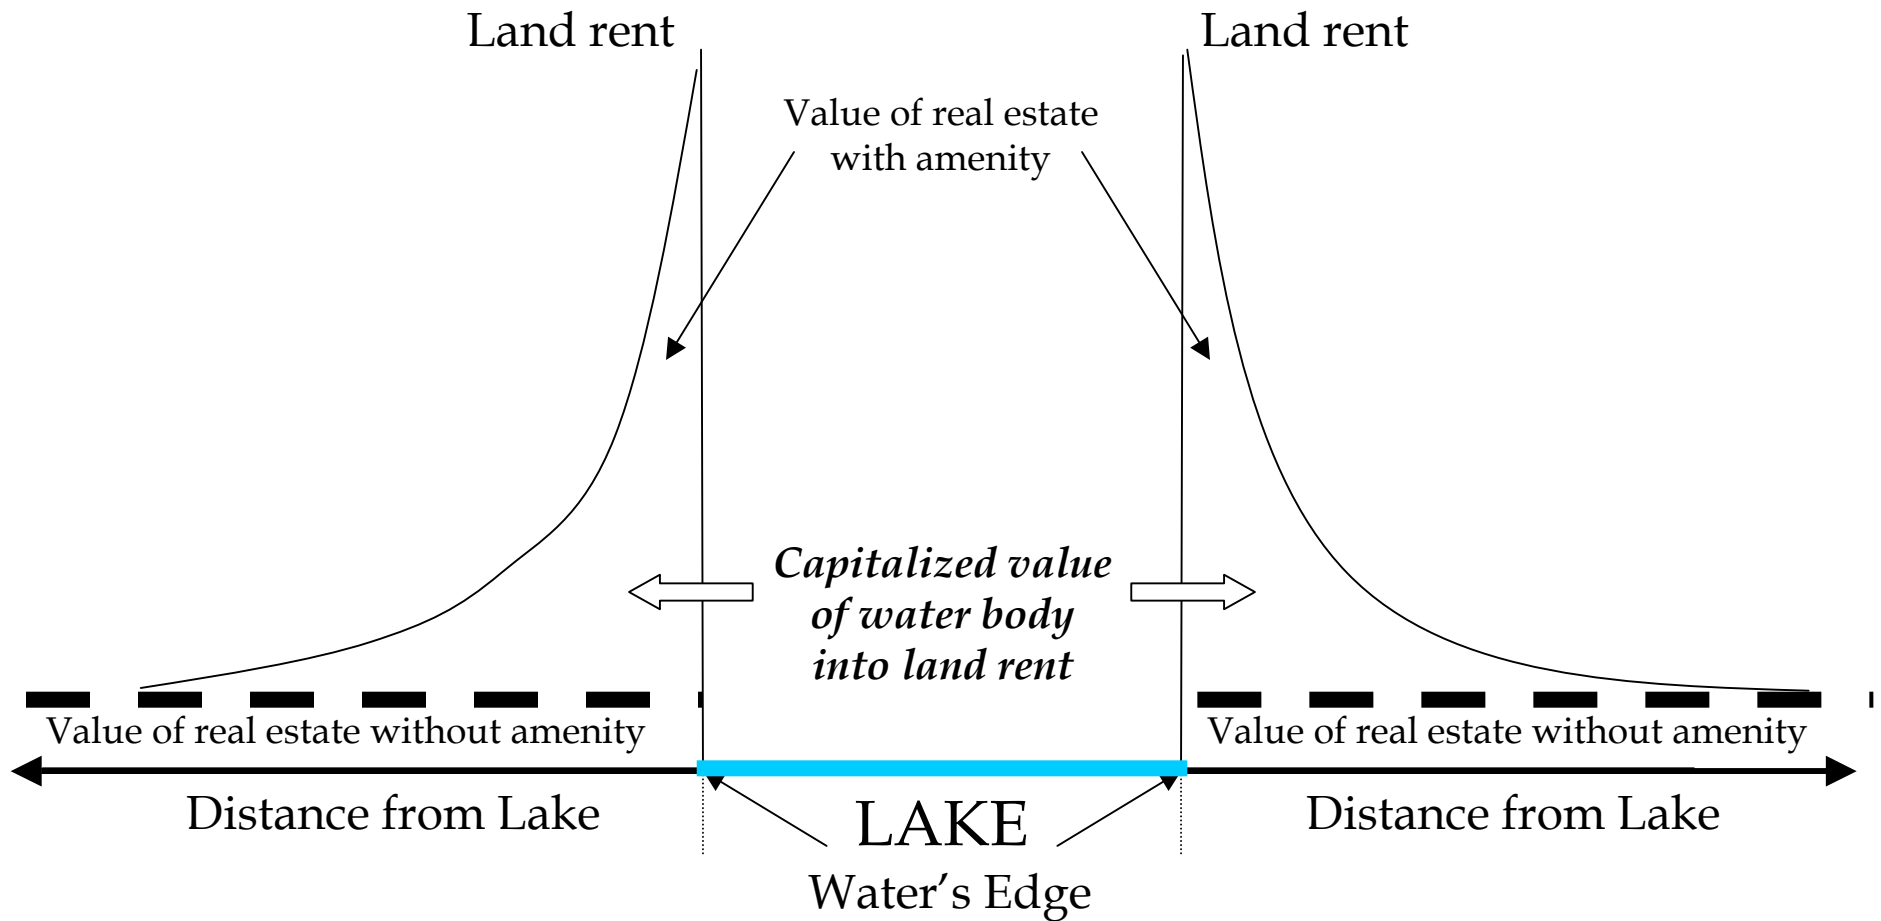 Land rent
Land rent
Value of real estate
with amenity
Capitalized value
of water body
into land rent
Value of real estate without amenity
Value of real estate without amenity
Distance from Lake
LAKE
Distance from Lake
Water’s Edge